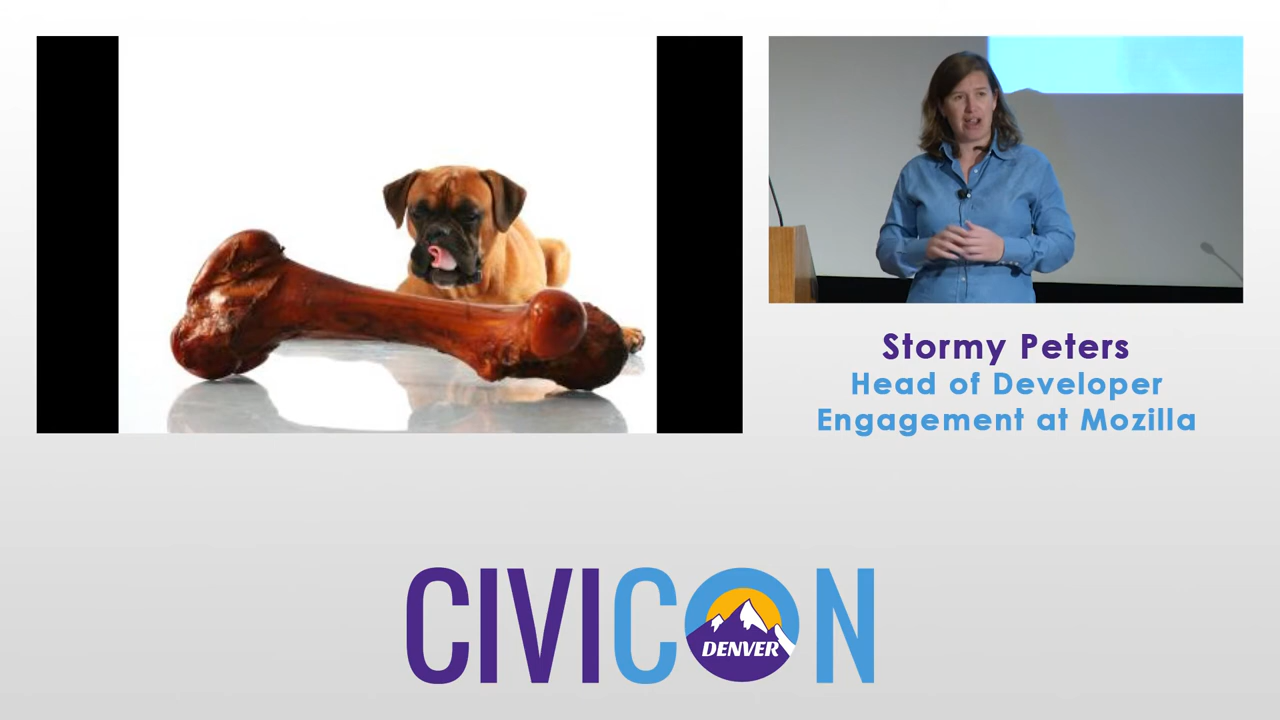 Stormy Peters
Head of Developer
Engagement at Mozilla
CIVICON
DENVER